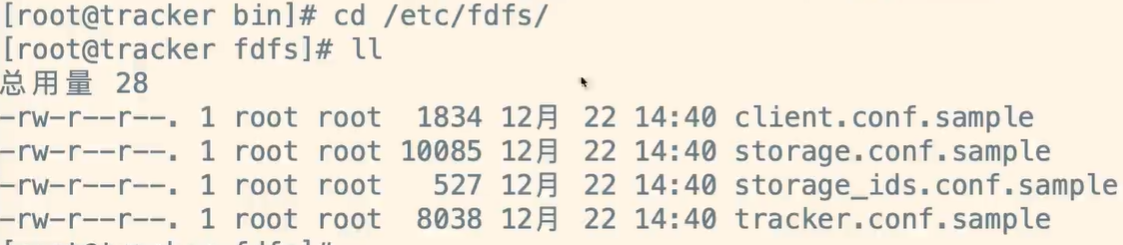 [root@tracker bin]# cd /etc/fdfs/
[root@tracker fdfs]# ll
总用量 28
-rw-r--r--. 1 root root  1834 12月  22 14:40 client.conf.sample
-rw-r--r--. 1 root root 10085 12月  22 14:40 storage.conf.sample
-rw-r--r--. 1 root root   527 12月  22 14:40 storage_ids.conf.sample
-rw-r--r--. 1 root root  8038 12月  22 14:40 tracker.conf.sample